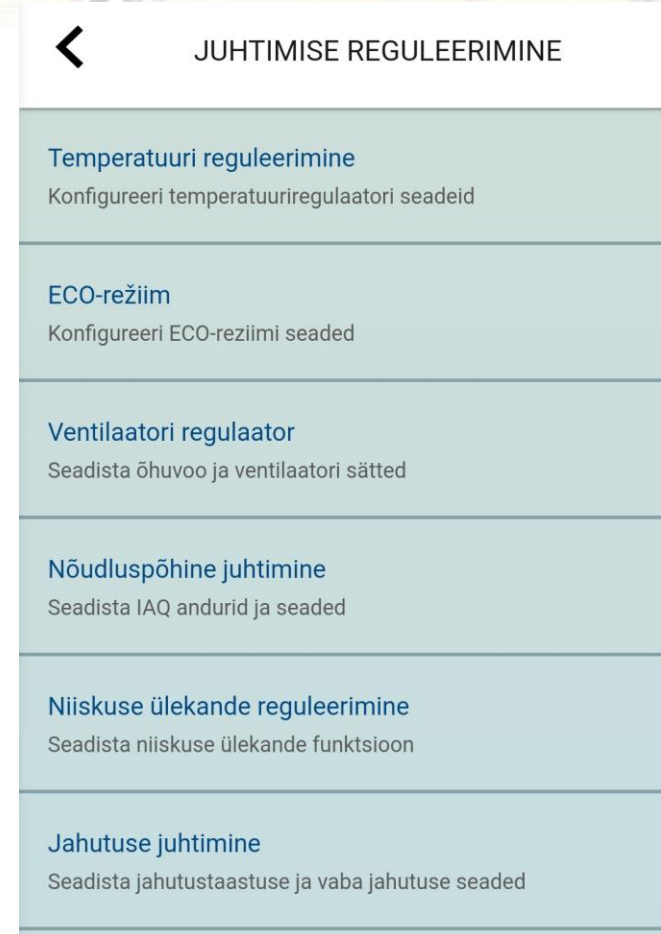 JUHTIMISE REGULEERIMINE
Temperatuuri reguleerimine
Konfigureeri temperatuuriregulaatori seadeid
ECO-režiim
Konfigureeri ECO-reziimi seaded
Ventilaatori regulaator
Seadista õhuvoo ja ventilaatori sätted
Nõudluspõhine juhtimine
Seadista IAQ andurid ja seaded
Niiskuse ülekande reguleerimine
Seadista niiskuse ülekande funktsioon
Jahutuse juhtimine
Seadista jahutustaastuse ja vaba jahutuse seaded